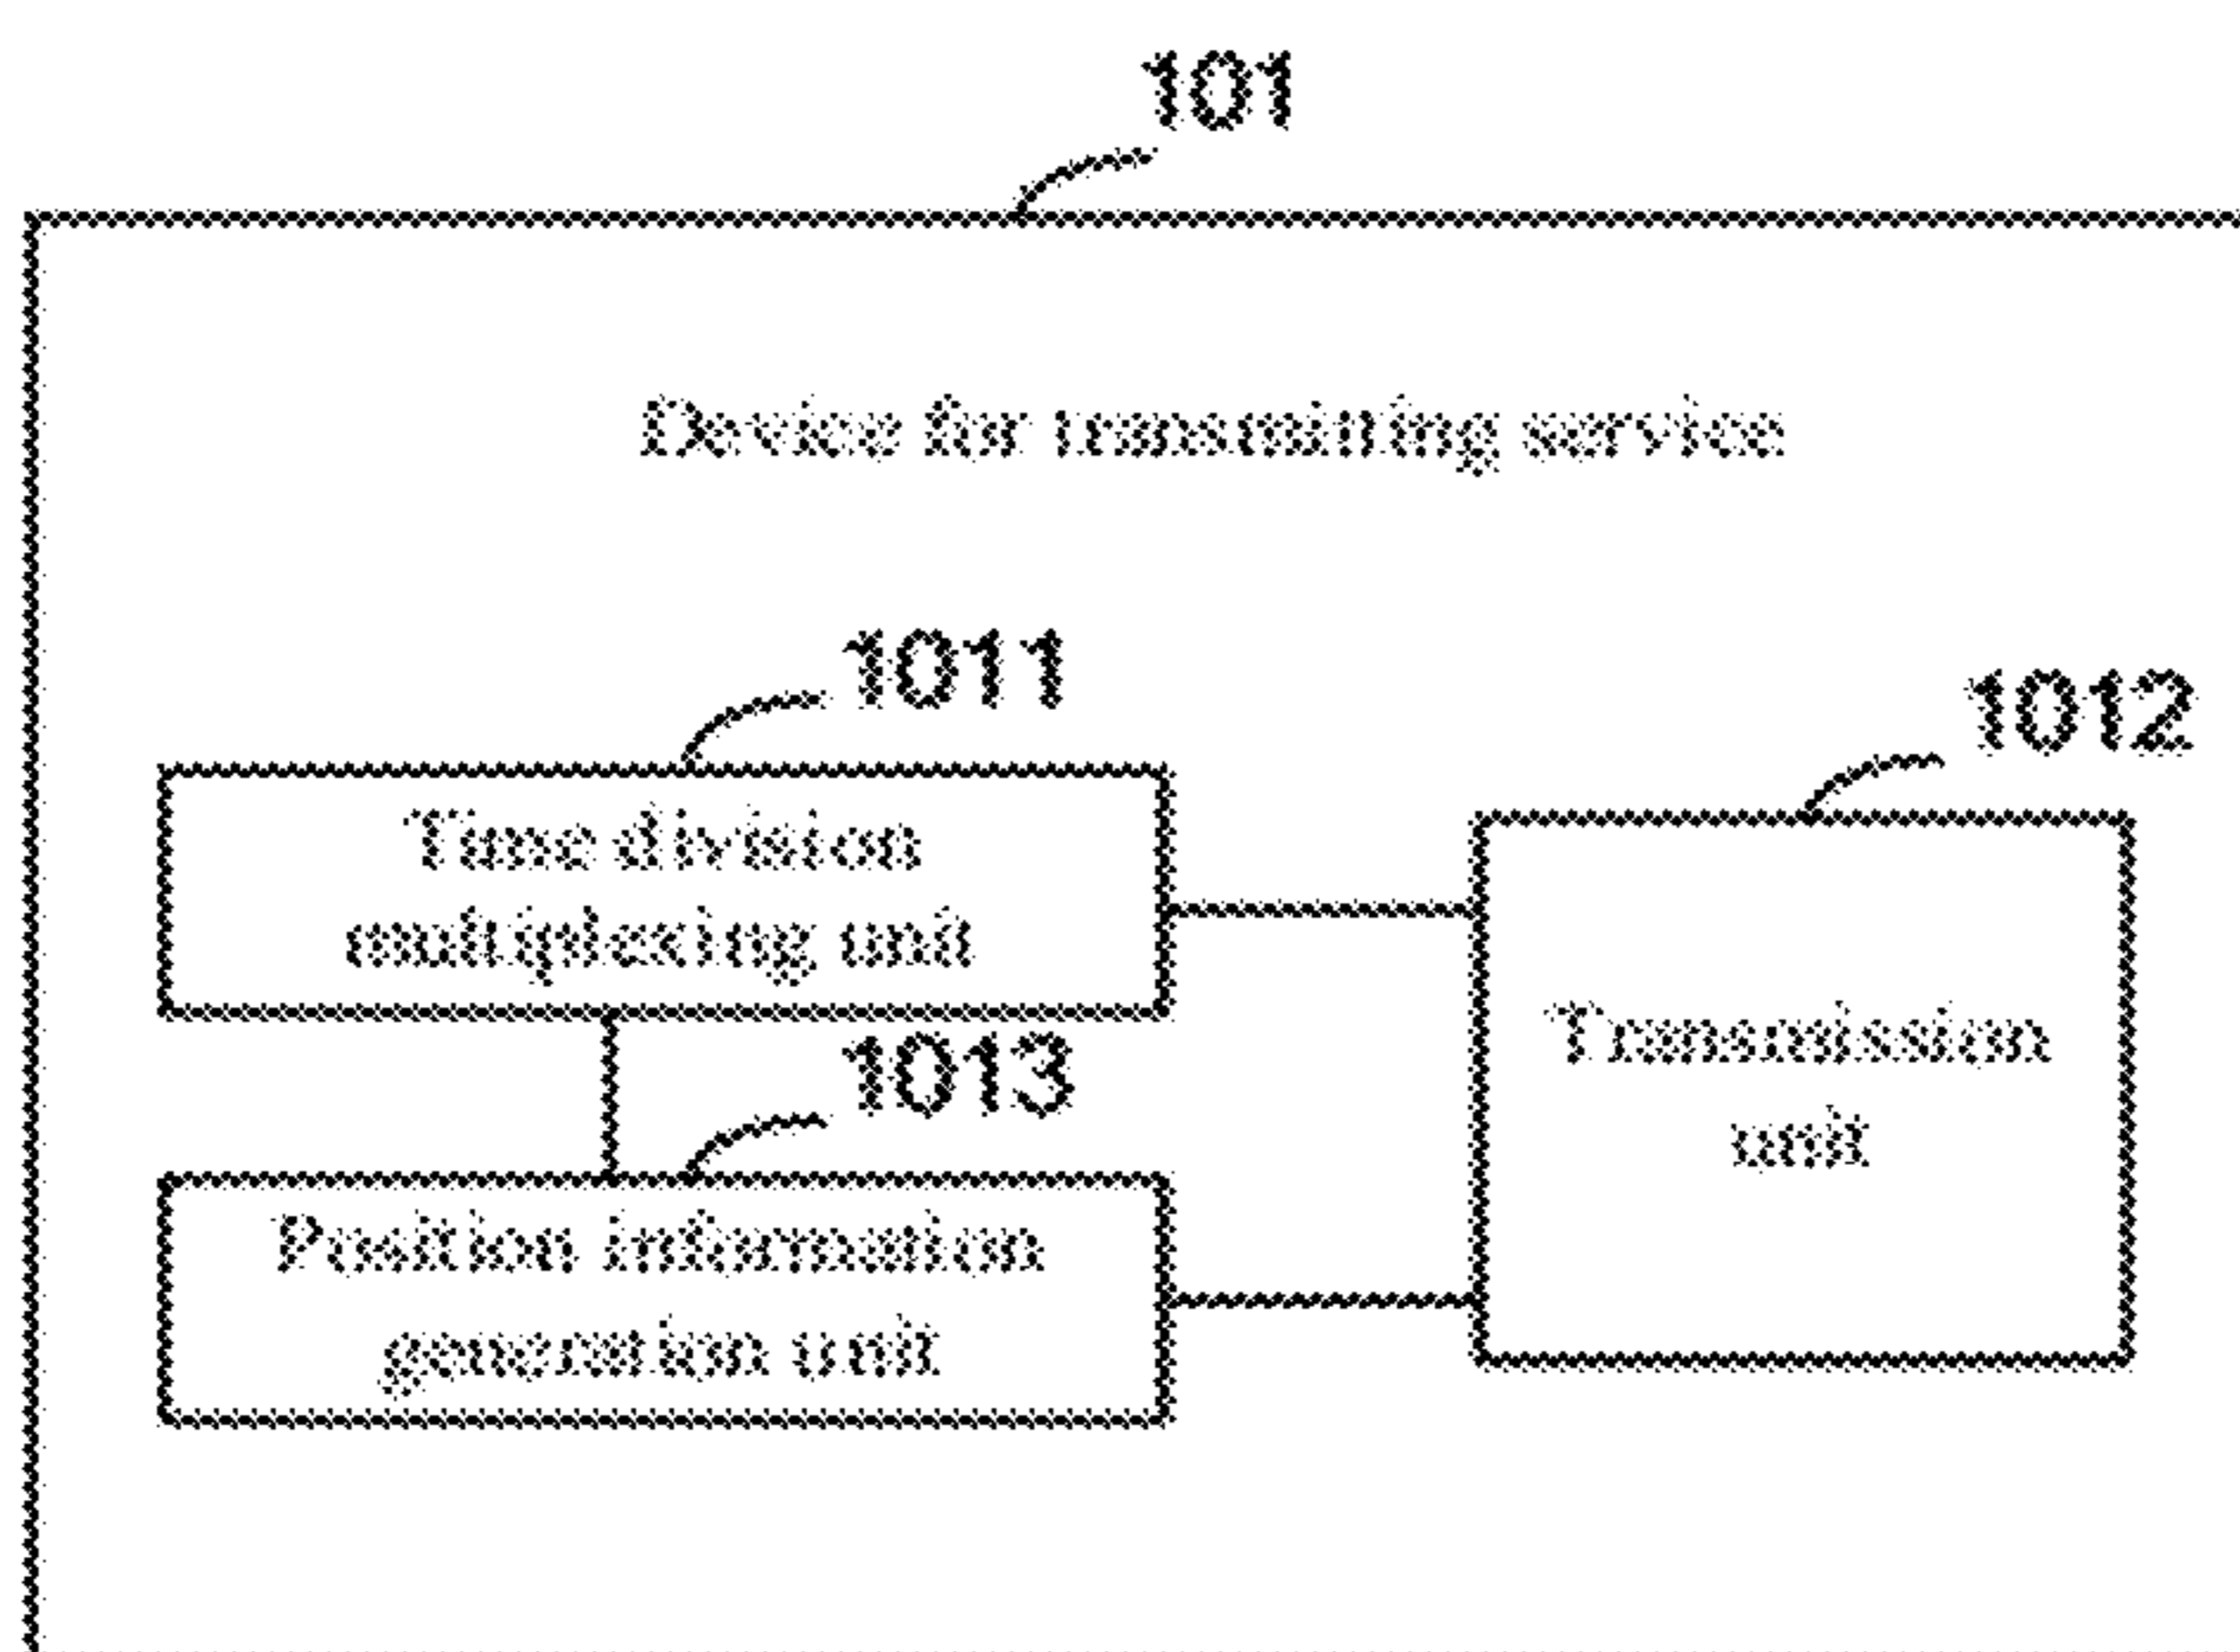 101
Device for transmitting service
1011
1012
Time division
multiplexing unit
Transmission
unit
1013
Position information
generation unit